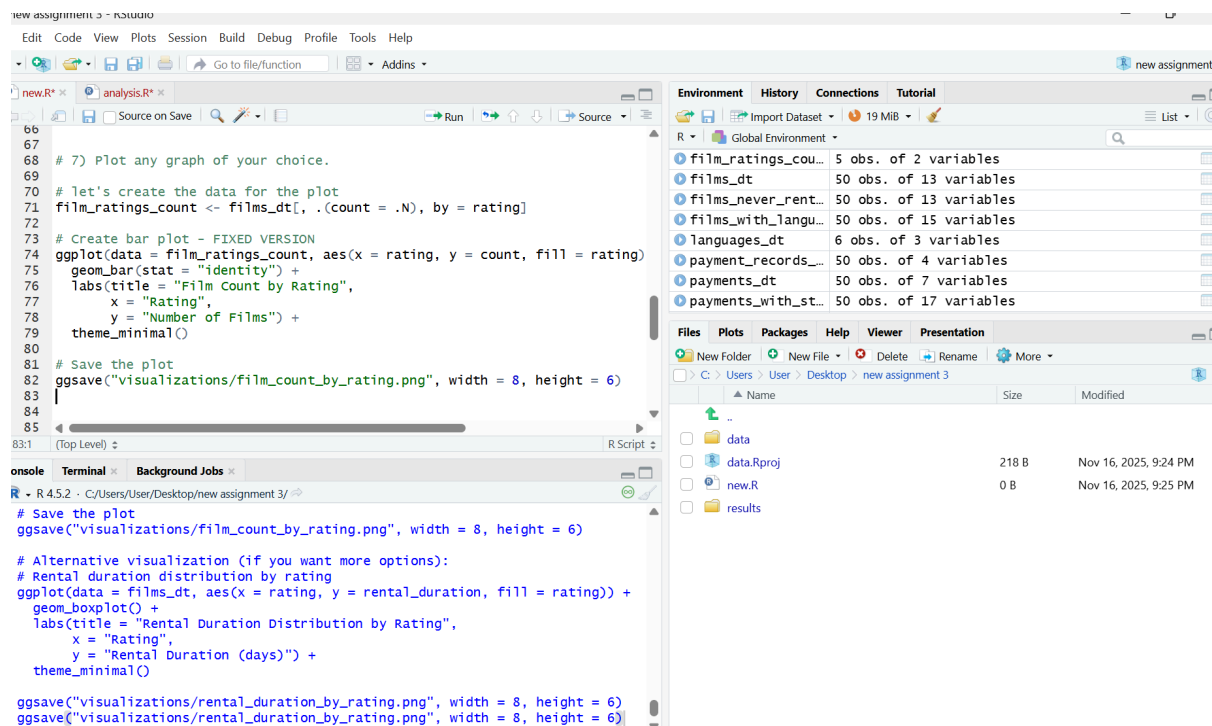 new assignment 3 - RStudio
Edit Code View Plots Session Build Debug Profile Tools Help
Go to file/function Addins new assignment
new.R* analysis.R*
Source on Save Run Source
66
67
68 # 7) Plot any graph of your choice.
69
70 # let's create the data for the plot
71 film_ratings_count <- films_dt[, .(count = .N), by = rating]
72
73 # Create bar plot - FIXED VERSION
74 ggplot(data = film_ratings_count, aes(x = rating, y = count, fill = rating)
75 geom_bar(stat = "identity") +
76 labs(title = "Film Count by Rating",
77 x = "Rating",
78 y = "Number of Films") +
79 theme_minimal()
80
81 # Save the plot
82 ggsave("visualizations/film_count_by_rating.png", width = 8, height = 6)
83
84
85
83:1 (Top Level) R Script
onsole Terminal Background Jobs
R 4.5.2 · C:/Users/User/Desktop/new assignment 3/
# Save the plot
ggsave("visualizations/film_count_by_rating.png", width = 8, height = 6)
# Alternative visualization (if you want more options):
# Rental duration distribution by rating
ggplot(data = films_dt, aes(x = rating, y = rental_duration, fill = rating)) +
geom_boxplot() +
labs(title = "Rental Duration Distribution by Rating",
x = "Rating",
y = "Rental Duration (days)") +
theme_minimal()
ggsave("visualizations/rental_duration_by_rating.png", width = 8, height = 6)
ggsave("visualizations/rental_duration_by_rating.png", width = 8, height = 6)
Environment History Connections Tutorial
Import Dataset 19 MiB List
R Global Environment
film_ratings_cou… 5 obs. of 2 variables
films_dt 50 obs. of 13 variables
films_never_rent… 50 obs. of 13 variables
films_with_langu… 50 obs. of 15 variables
languages_dt 6 obs. of 3 variables
payment_records_… 50 obs. of 4 variables
payments_dt 50 obs. of 7 variables
payments_with_st… 50 obs. of 17 variables
Files Plots Packages Help Viewer Presentation
New Folder New File Delete Rename More
C: > Users > User > Desktop > new assignment 3
Name Size Modified
..
data
data.Rproj 218 B Nov 16, 2025, 9:24 PM
new.R 0 B Nov 16, 2025, 9:25 PM
results